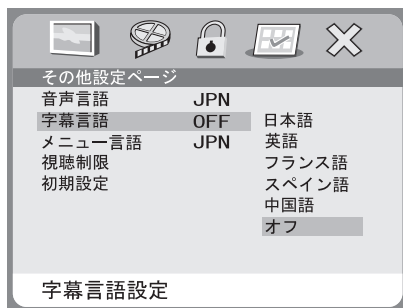 その他設定ページ
音声言語 JPN
字幕言語 OFF 日本語
メニュー言語 JPN 英語
視聴制限 フランス語
初期設定 スペイン語
中国語
オフ
字幕言語設定